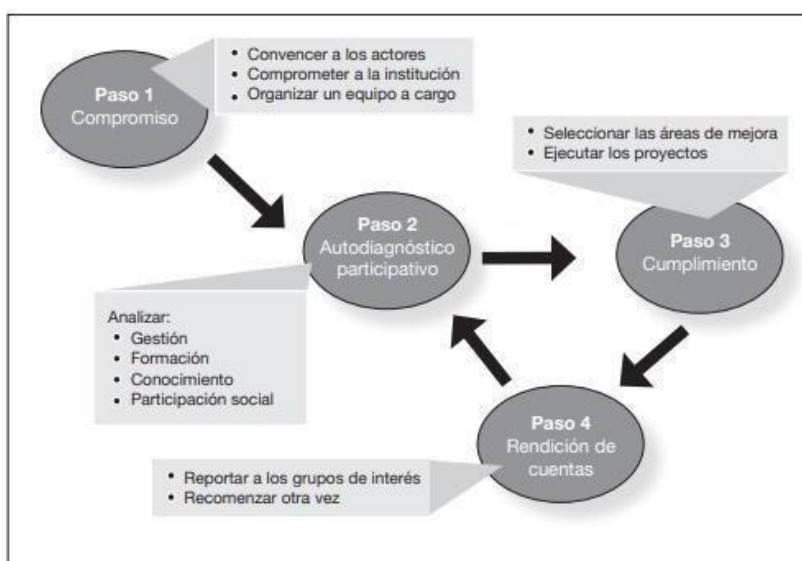 Paso 1
Compromiso
• Convencer a los actores
• Comprometer a la institución
• Organizar un equipo a cargo
Paso 2
Autodiagnóstico
participativo
Analizar:
• Gestión
• Formación
• Conocimiento
• Participación social
• Seleccionar las áreas de mejora
• Ejecutar los proyectos
Paso 3
Cumplimiento
Paso 4
Rendición de
cuentas
• Reportar a los grupos de interés
• Recomenzar otra vez